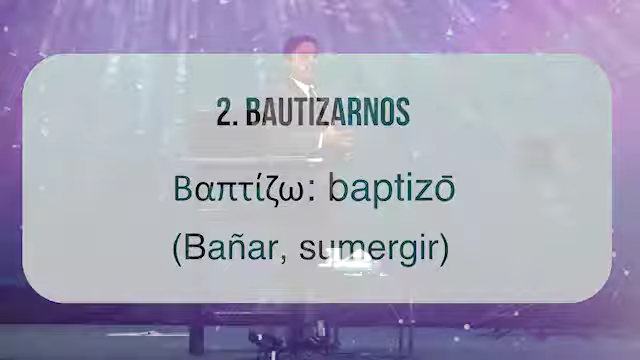 2. BAUTIZARNOS
Βαπτίζω: baptizō
(Bañar, sumergir)